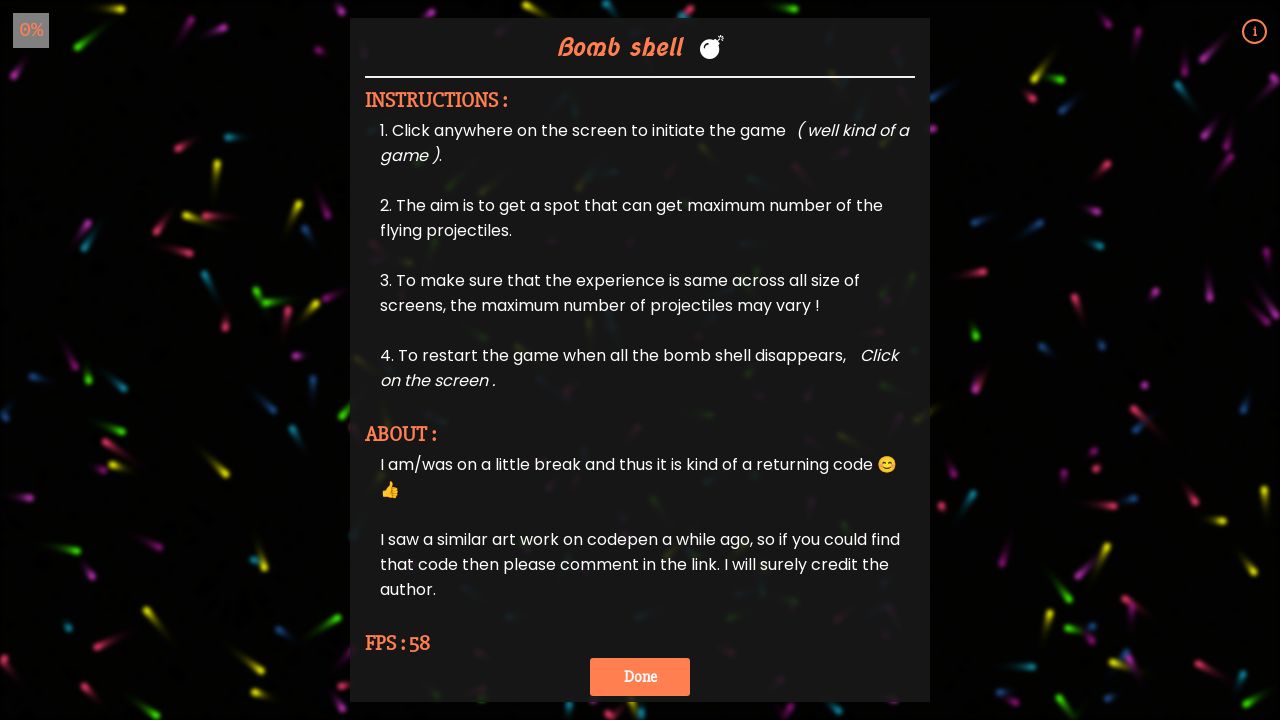 0%
Bomb shell 💣
i
INSTRUCTIONS :
1. Click anywhere on the screen to initiate the game ( well kind of a
game ).
2. The aim is to get a spot that can get maximum number of the
flying projectiles.
3. To make sure that the experience is same across all size of
screens, the maximum number of projectiles may vary !
4. To restart the game when all the bomb shell disappears, Click
on the screen .
ABOUT :
I am/was on a little break and thus it is kind of a returning code 😊
👍
I saw a similar art work on codepen a while ago, so if you could find
that code then please comment in the link. I will surely credit the
author.
FPS : 58
Done